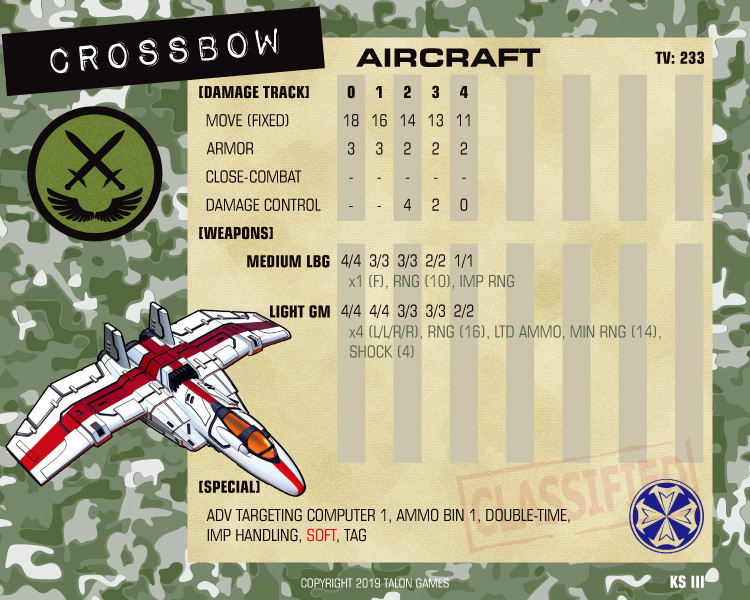 CROSSBOW
AIRCRAFT
TV: 233
[DAMAGE TRACK] 0 1 2 3 4
MOVE (FIXED) 18 16 14 13 11
ARMOR 3 3 2 2 2
CLOSE-COMBAT - - - - -
DAMAGE CONTROL - - 4 2 0
[WEAPONS]
MEDIUM LBG 4/4 3/3 3/3 2/2 1/1
x1 (F), RNG (10), IMP RNG
LIGHT GM 4/4 4/4 3/3 3/3 2/2
x4 (L/L/R/R), RNG (16), LTD AMMO, MIN RNG (14),
SHOCK (4)
CLASSIFIED
[SPECIAL]
ADV TARGETING COMPUTER 1, AMMO BIN 1, DOUBLE-TIME,
IMP HANDLING, SOFT, TAG
COPYRIGHT 2019 TALON GAMES
KS III